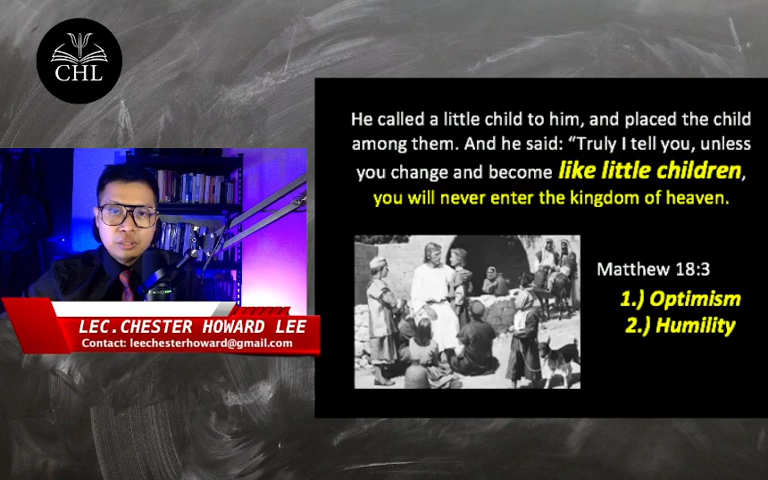 CHL
He called a little child to him, and placed the child
among them. And he said: “Truly I tell you, unless
you change and become like little children,
you will never enter the kingdom of heaven.
Matthew 18:3
1.) Optimism
2.) Humility
LEC.CHESTER HOWARD LEE
Contact: leechesterhoward@gmail.com